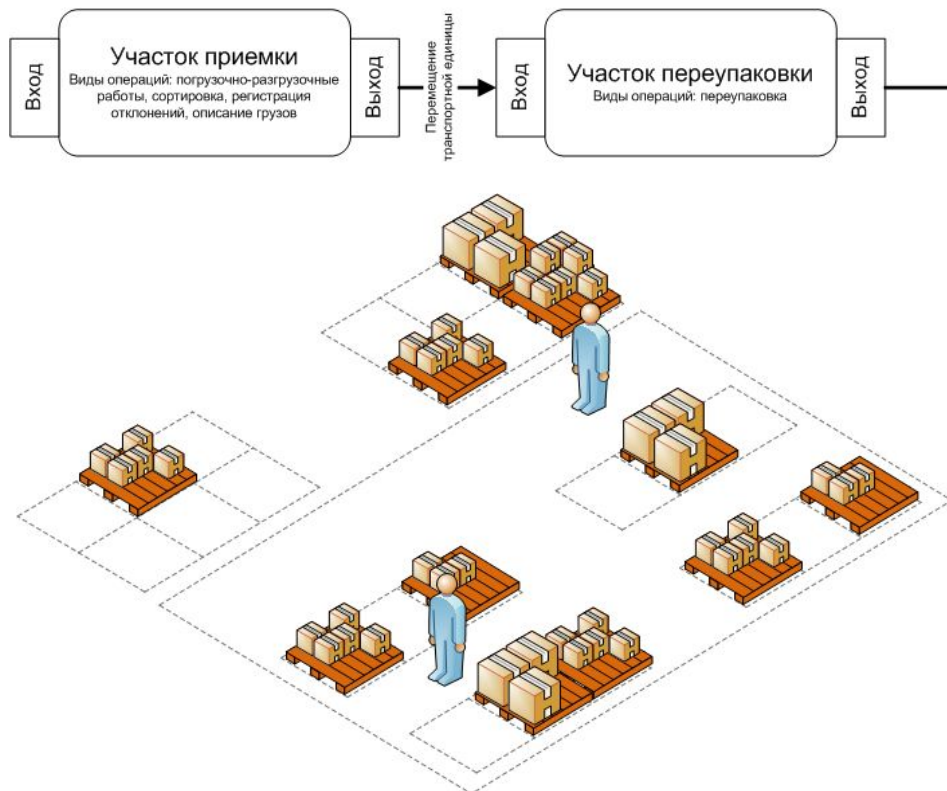 Вход
Участок приемки
Виды операций: погрузочно-разгрузочные
работы, сортировка, регистрация
отклонений, описание грузов
Выход
Перемещение
транспортной единицы
Вход
Участок переупаковки
Виды операций: переупаковка
Выход